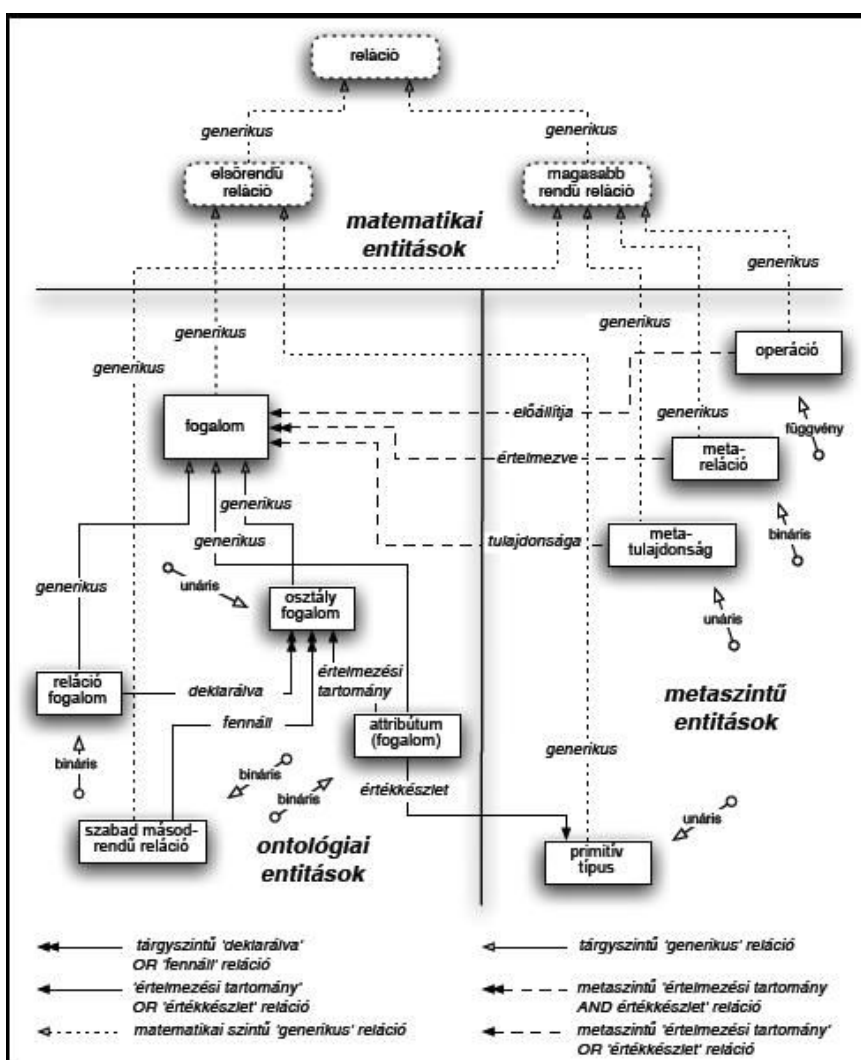 reláció
generikus
generikus
elsőrendű
reláció
magasabb
rendű reláció
matematikai
entitások
generikus
generikus
generikus
generikus
operáció
fogalom
előállítja
generikus
függvény
értelmezve
meta-
reláció
generikus
generikus
tulajdonsága
meta-
tulajdonság
bináris
generikus
unáris
osztály
fogalom
unáris
reláció
fogalom
deklarálva
értelmezési
tartomány
metaszintű
entitások
fennáll
attribútum
(fogalom)
generikus
bináris
bináris
bináris
értékkészlet
unáris
szabad másod-
rendű reláció
ontológiai
entitások
primitív
típus
tárgyszintű 'deklarálva'
OR 'fennáll' reláció
tárgyszintű 'generikus' reláció
'értelmezési tartomány'
OR 'értékkészlet' reláció
metaszintű 'értelmezési tartomány
AND értékkészlet' reláció
matematikai szintű 'generikus' reláció
metaszintű 'értelmezési tartomány'
OR 'értékkészlet' reláció